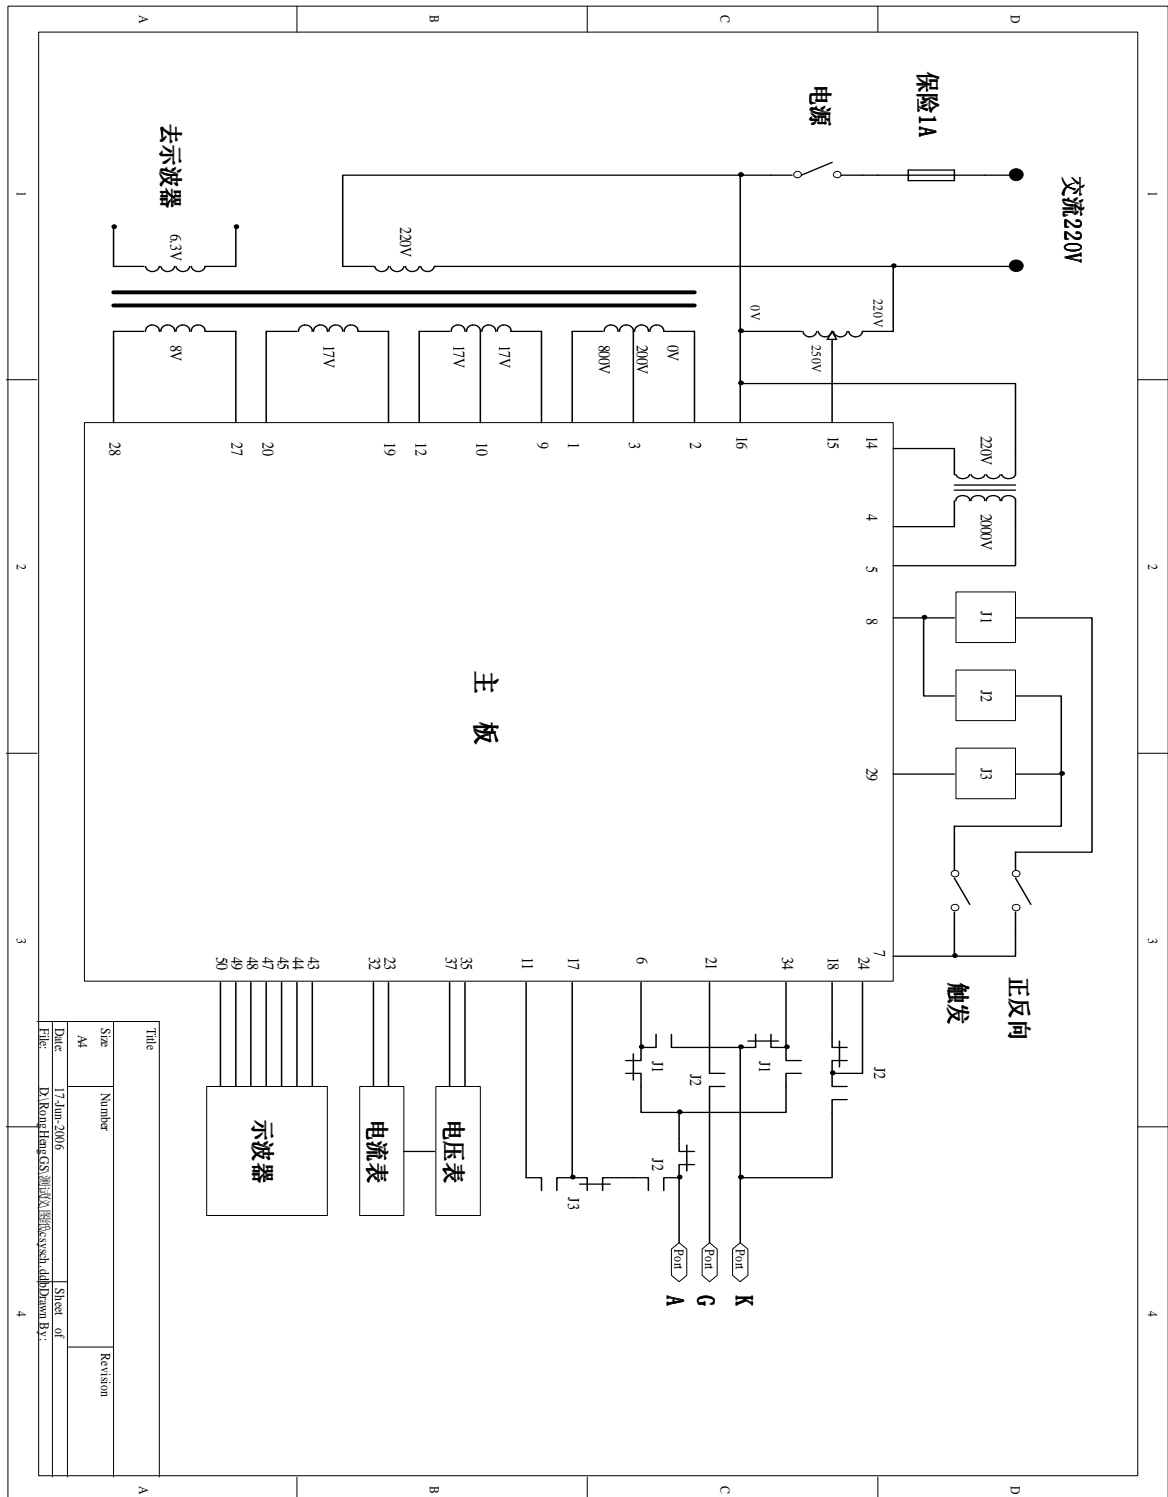 A
B
C
D
1
2
3
4
1
2
3
4
A
B
C
D
交流220V
保险1A
电源
去示波器
6.3V
220V
220V
0V
250V
8V
17V
17V
17V
800V
200V
0V
220V
2000V
28
27
20
19
12
10
9
1
3
2
16
15
14
4
5
8
29
7
J1
J2
J3
正反向
触发
主 板
50
49
48
47
45
44
43
32
23
37
35
11
17
6
21
34
18
24
J1
J2
J1
J2
J2
J3
示波器
电流表
电压表
Port
Port
Port
A
G
K
Title
Size
A4
Number
Revision
Date:
17-Jun-2006
Sheet of
File:
Drawn By: